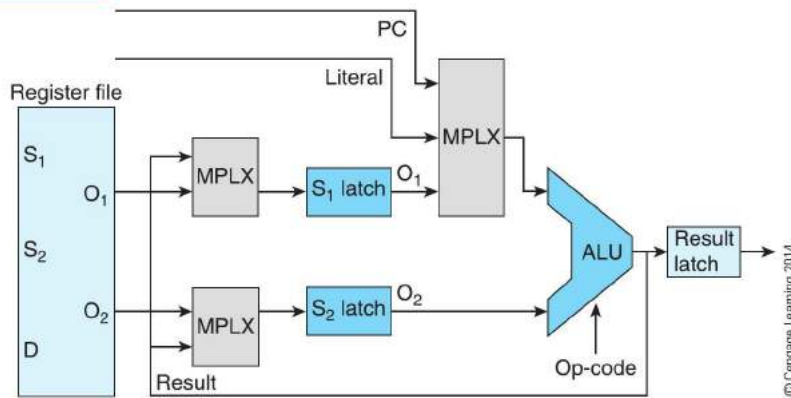 PC
Literal
Register file
S1
O1
S2
O2
D
MPLX
S1 latch
O1
MPLX
MPLX
S2 latch
O2
ALU
Result
latch
Op-code
Result
© Cengage Learning 2014